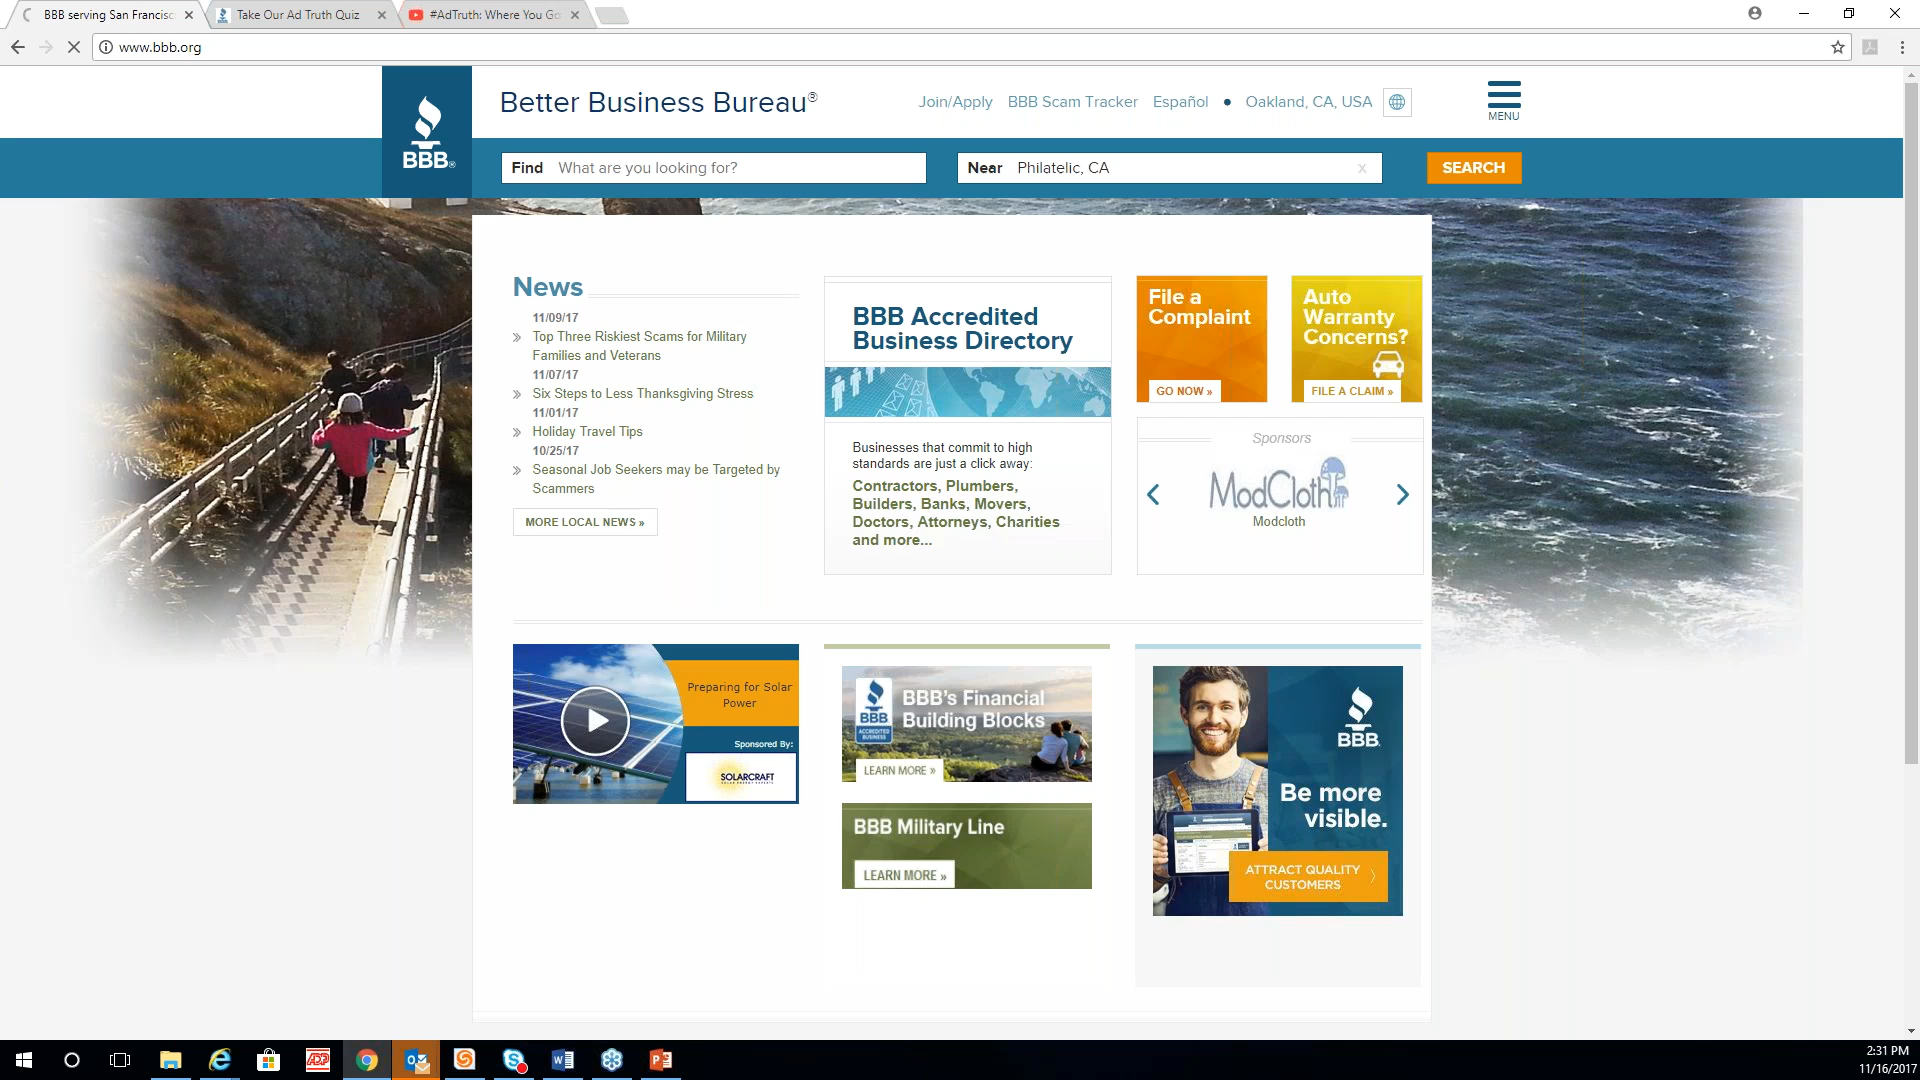 BBB serving San Francisc
Take Our Ad Truth Quiz
#AdTruth: Where You Go
www.bbb.org
BBB®
Better Business Bureau®
Join/Apply
BBB Scam Tracker
Español
Oakland, CA, USA
MENU
Find What are you looking for?
Near Philatelic, CA x
SEARCH
News
11/09/17
» Top Three Riskiest Scams for Military
Families and Veterans
11/07/17
» Six Steps to Less Thanksgiving Stress
11/01/17
» Holiday Travel Tips
10/25/17
» Seasonal Job Seekers may be Targeted by
Scammers
MORE LOCAL NEWS »
BBB Accredited
Business Directory
Businesses that commit to high
standards are just a click away:
Contractors, Plumbers,
Builders, Banks, Movers,
Doctors, Attorneys, Charities
and more...
File a
Complaint
GO NOW »
Auto
Warranty
Concerns?
FILE A CLAIM »
Sponsors
ModCloth
Modcloth
Preparing for Solar
Power
Sponsored By:
SOLARCRAFT
BBB
ACCREDITED
BUSINESS
BBB's Financial
Building Blocks
LEARN MORE »
BBB Military Line
LEARN MORE »
BBB.
Be more
visible.
ATTRACT QUALITY
CUSTOMERS
ADP
2:31 PM
11/16/2017